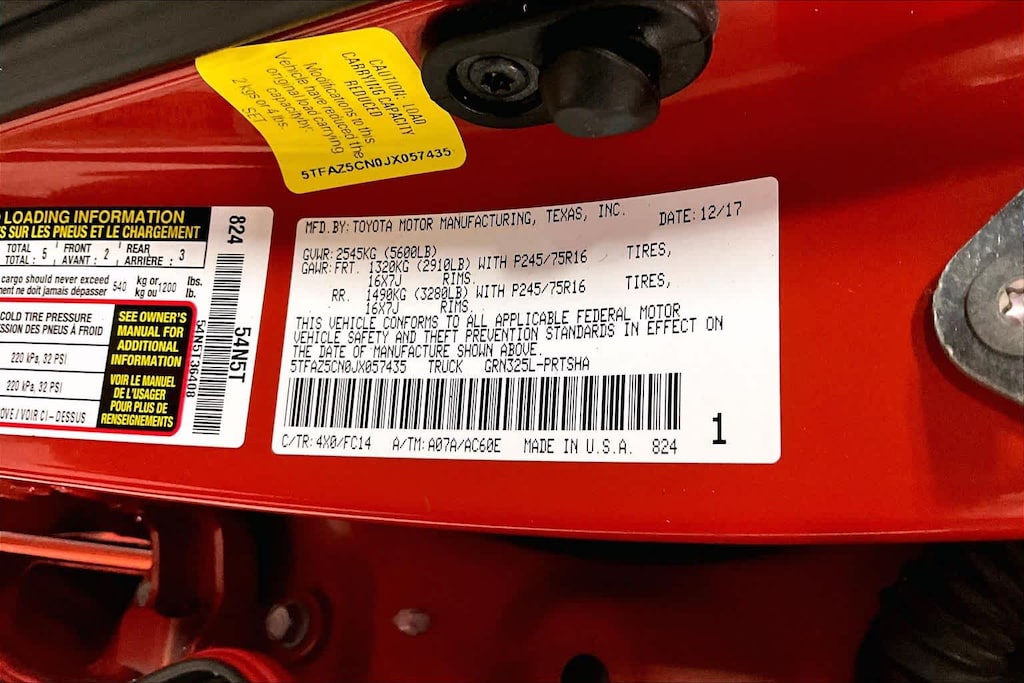 CAUTION: LOAD
CARRYING CAPACITY
REDUCED
Modifications to this
Vehicle have reduced the
original load carrying
capacity by:
2 kgs or 4 lbs.
SET
5TFAZ5CN0JX057435
LOADING INFORMATION
SUR LES PNEUS ET LE CHARGEMENT
TOTAL 5 FRONT 2 REAR 3
TOTAL : AVANT : ARRIÈRE :
cargo should never exceed 540 kg or 1200 lbs.
ment ne doit jamais dépasser kg ou lb.
COLD TIRE PRESSURE
SSION DES PNEUS À FROID
220 kPa, 32 PSI
220 kPa, 32 PSI
OVE / VOIR CI-DESSUS
SEE OWNER'S
MANUAL FOR
ADDITIONAL
INFORMATION
VOIR LE MANUEL
DE L'USAGER
POUR PLUS DE
RENSEIGNEMENTS
54N5T36408
824
54N5T
MFD.BY:TOYOTA MOTOR MANUFACTURING, TEXAS, INC. DATE:12/17
GVWR:2545KG (5600LB)
GAWR:FRT. 1320KG (2910LB) WITH P245/75R16 TIRES,
16X7J RIMS.
RR. 1490KG (3280LB) WITH P245/75R16 TIRES,
16X7J RIMS.
THIS VEHICLE CONFORMS TO ALL APPLICABLE FEDERAL MOTOR
VEHICLE SAFETY AND THEFT PREVENTION STANDARDS IN EFFECT ON
THE DATE OF MANUFACTURE SHOWN ABOVE.
5TFAZ5CN0JX057435 TRUCK GRN325L-PRTSHA
C/TR:4X0/FC14 A/TM:A07A/AC60E MADE IN U.S.A. 824
1